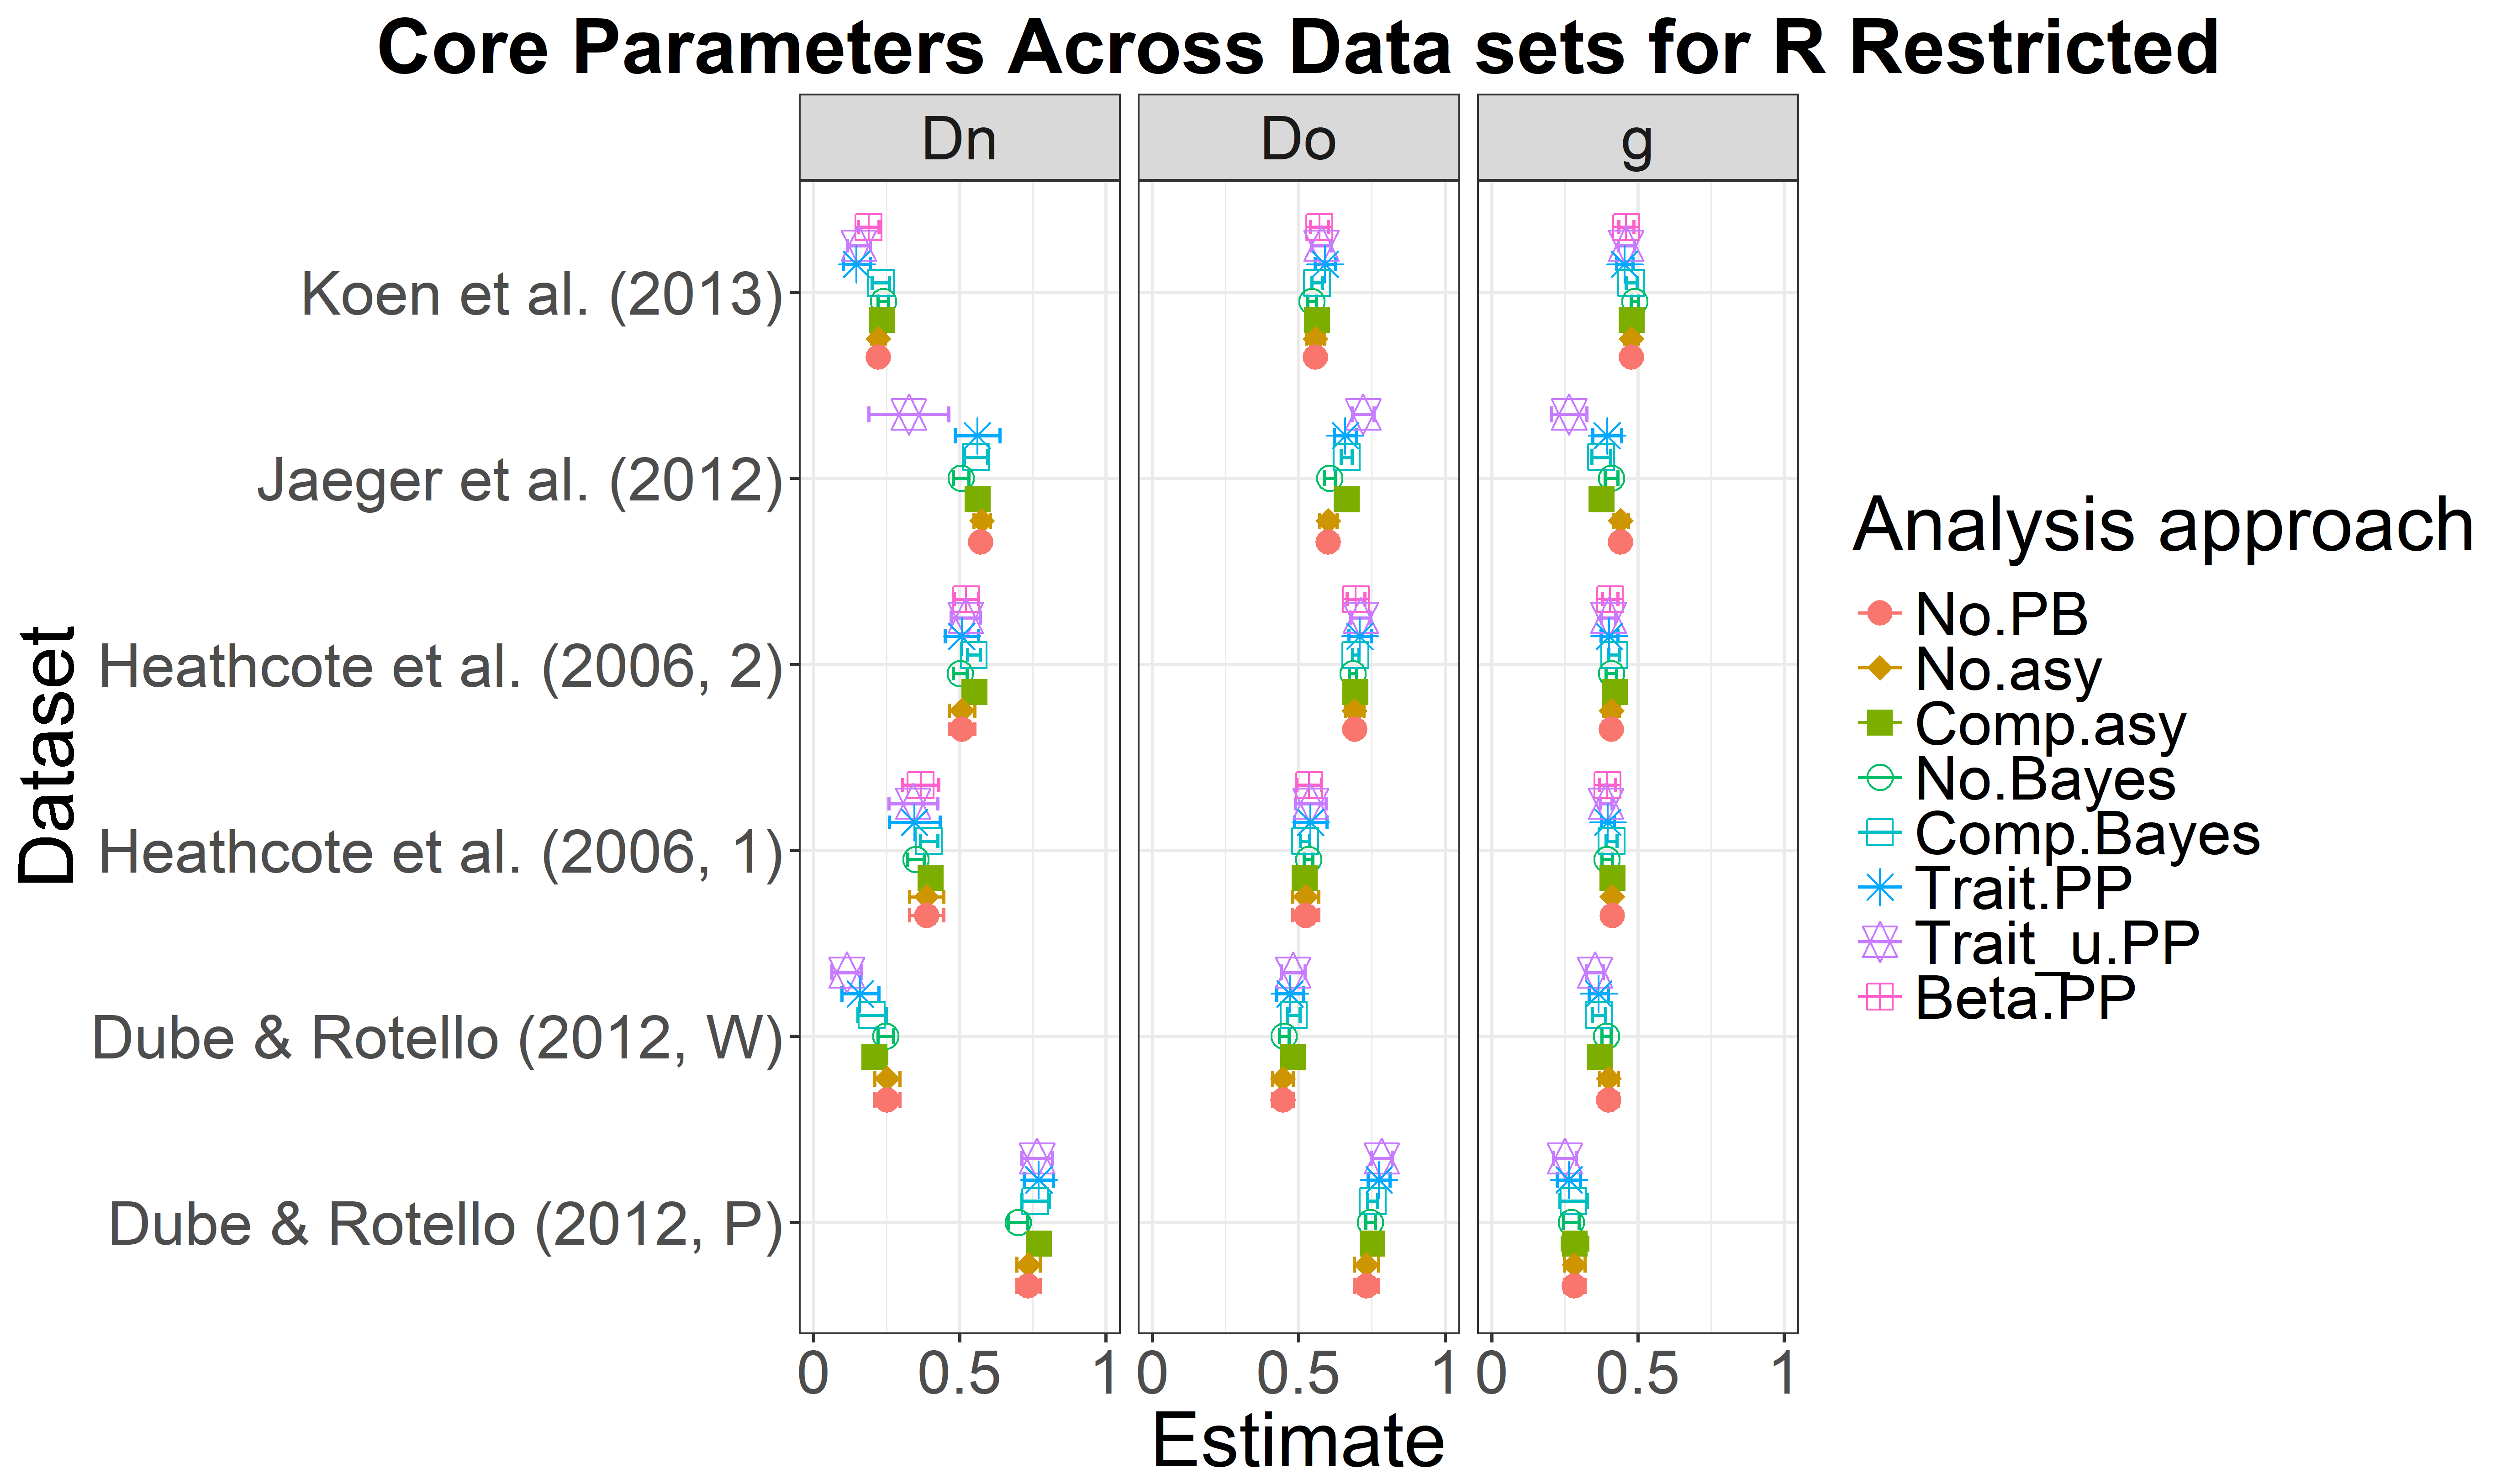 Core Parameters Across Data sets for R Restricted
Dn
Do
g
Dataset
Koen et al. (2013)
Jaeger et al. (2012)
Heathcote et al. (2006, 2)
Heathcote et al. (2006, 1)
Dube & Rotello (2012, W)
Dube & Rotello (2012, P)
0 0.5 1
0 0.5 1
0 0.5 1
Estimate
Analysis approach
No.PB
No.asy
Comp.asy
No.Bayes
Comp.Bayes
Trait.PP
Trait_u.PP
Beta.PP